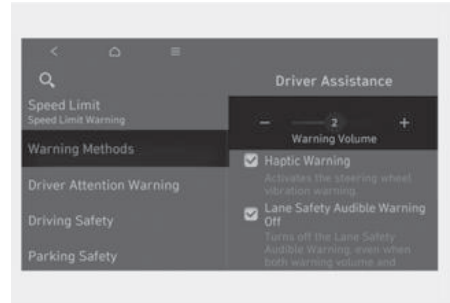 Driver Assistance
Speed Limit
Speed Limit Warning
Warning Methods
Driver Attention Warning
Driving Safety
Parking Safety
2
Warning Volume
Haptic Warning
Activates the steering wheel
vibration warning.
Lane Safety Audible Warning
Off
Turns off the Lane Safety
Audible Warning, even when
both warning volume and